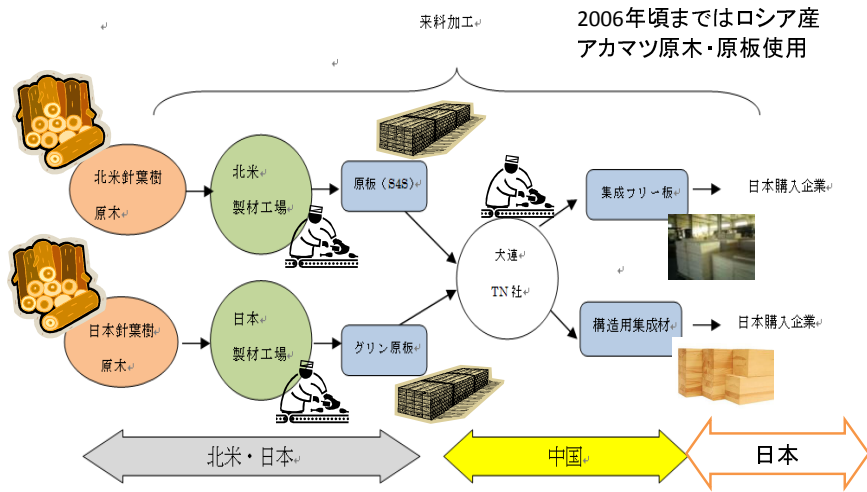 来料加工
2006年頃まではロシア産
アカマツ原木・原板使用
北米針葉樹
原木
北米
製材工場
原板（S4S）
集成フリー板
日本購入企業
大連
TN社
日本針葉樹
原木
日本
製材工場
グリン原板
構造用集成材
日本購入企業
北米・日本
中国
日本